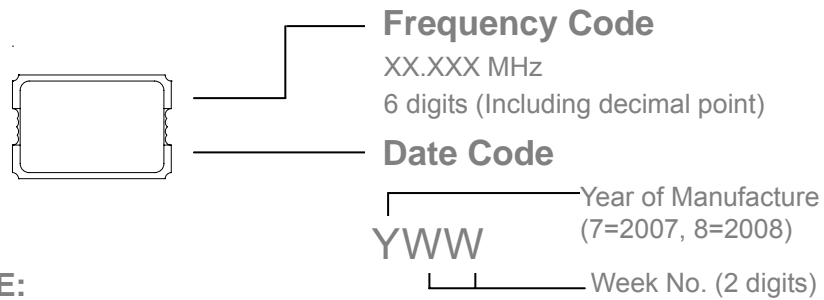 Frequency Code
XX.XXX MHz
6 digits (Including decimal point)
Date Code
Year of Manufacture
(7=2007, 8=2008)
YWW
Week No. (2 digits)
E: